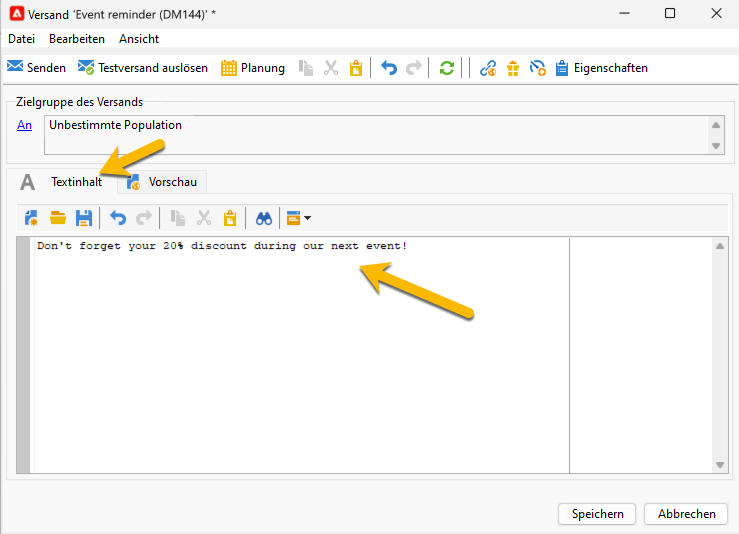 Versand 'Event reminder (DM144)' *
Datei Bearbeiten Ansicht
Senden Testversand auslösen Planung Eigenschaften
Zielgruppe des Versands
An Unbestimmte Population
A Textinhalt Vorschau
Don't forget your 20% discount during our next event!
Speichern Abbrechen